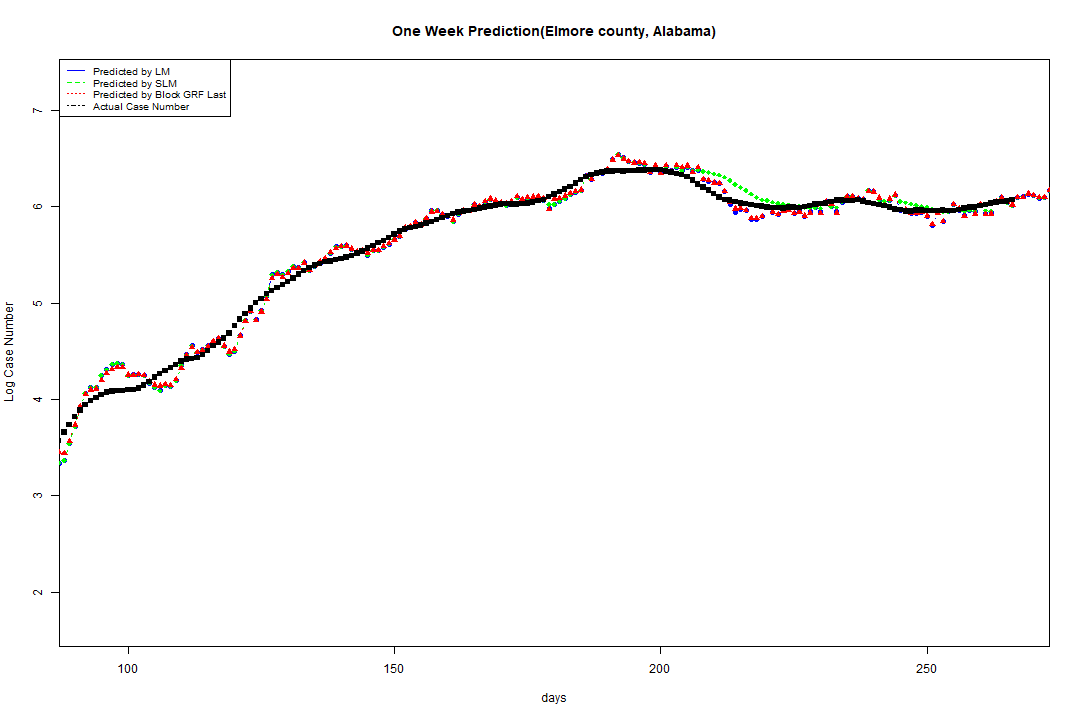 One Week Prediction(Elmore county, Alabama)
Predicted by LM
Predicted by SLM
Predicted by Block GRF Last
Actual Case Number
7
6
5
4
3
2
Log Case Number
100
150
200
250
days